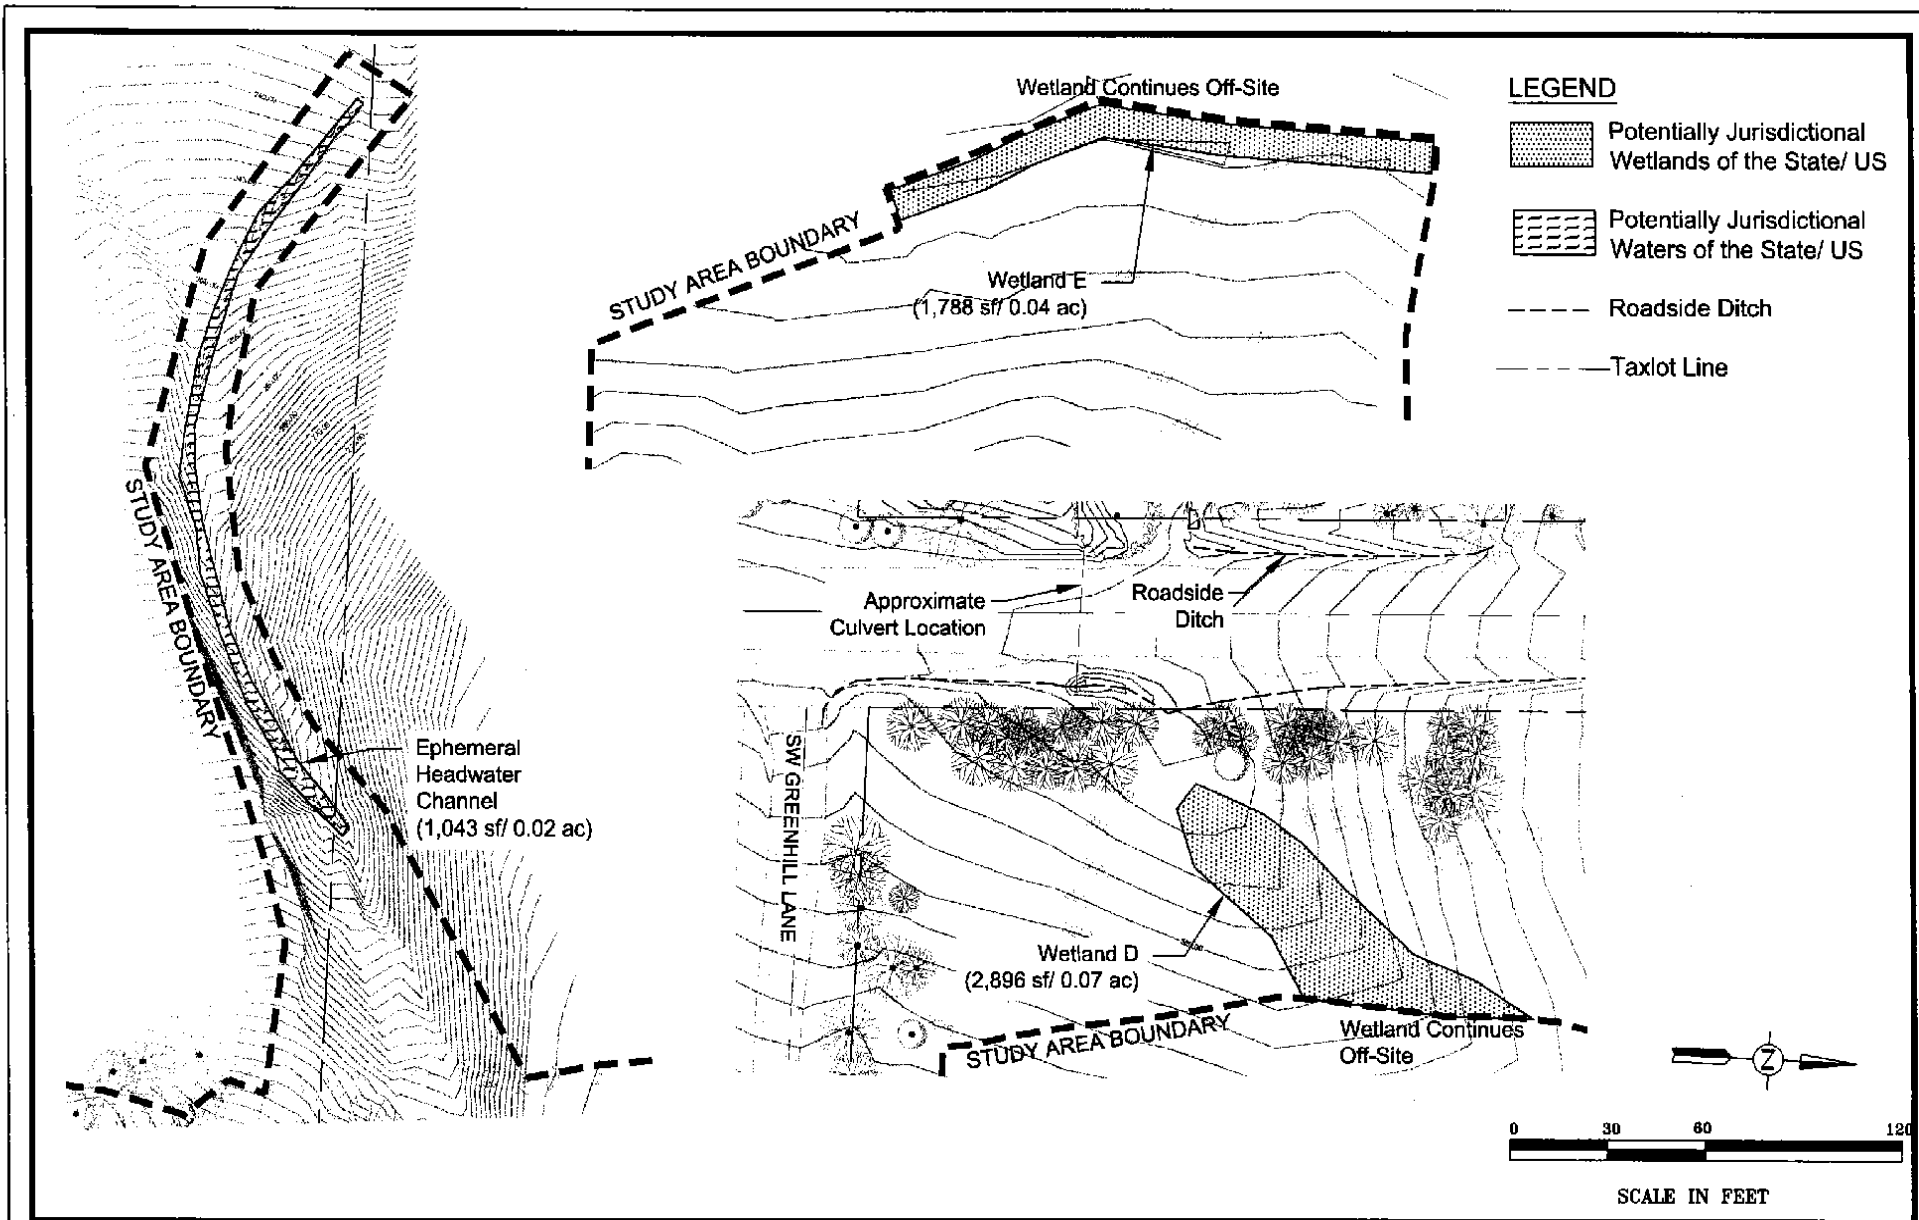 Wetland Continues Off-Site
STUDY AREA BOUNDARY
Wetland E
(1,788 sf/ 0.04 ac)
LEGEND
Potentially Jurisdictional
Wetlands of the State/ US
Potentially Jurisdictional
Waters of the State/ US
Roadside Ditch
Taxlot Line
STUDY AREA BOUNDARY
Ephemeral
Headwater
Channel
(1,043 sf/ 0.02 ac)
Approximate
Culvert Location
Roadside
Ditch
SW GREENHILL LANE
Wetland D
(2,896 sf/ 0.07 ac)
STUDY AREA BOUNDARY
Wetland Continues
Off-Site
Z
0 30 60 120
SCALE IN FEET